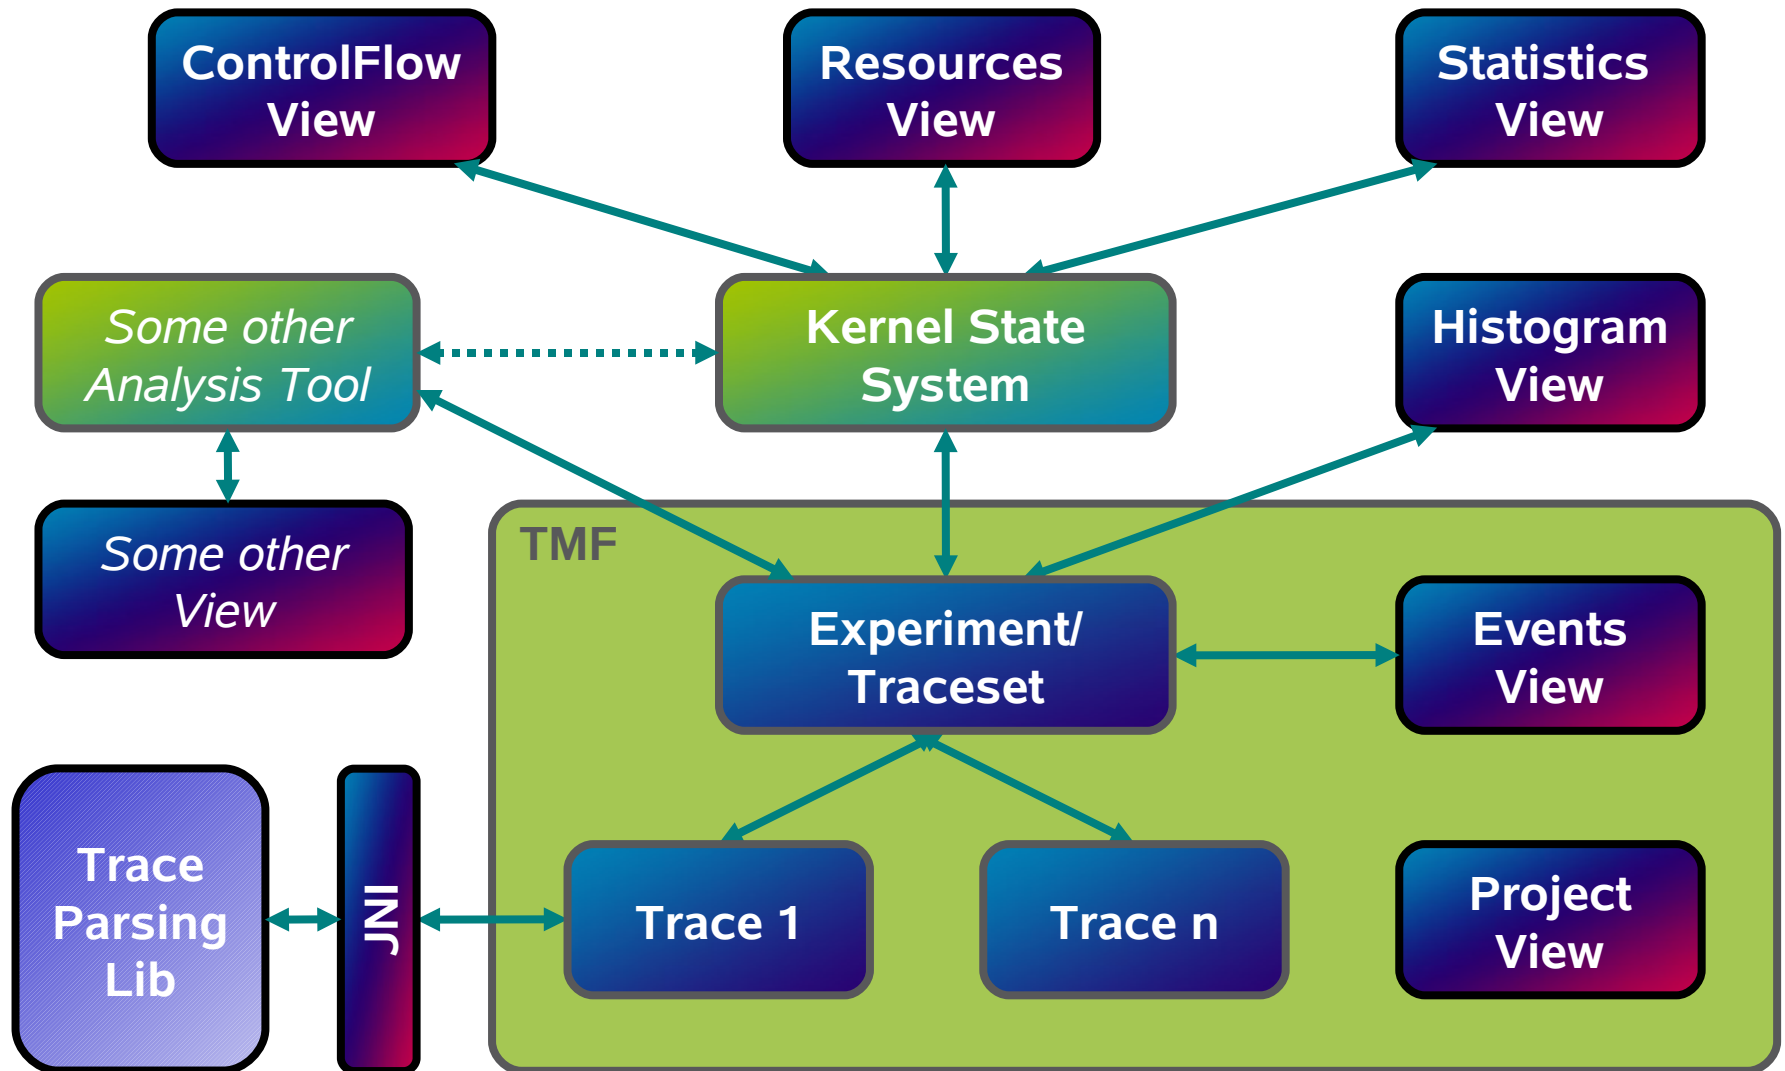 ControlFlow
View
Resources
View
Statistics
View
Some other
Analysis Tool
Kernel State
System
Histogram
View
Some other
View
TMF
Experiment/
Traceset
Events
View
Trace
Parsing
Lib
JNI
Trace 1
Trace n
Project
View